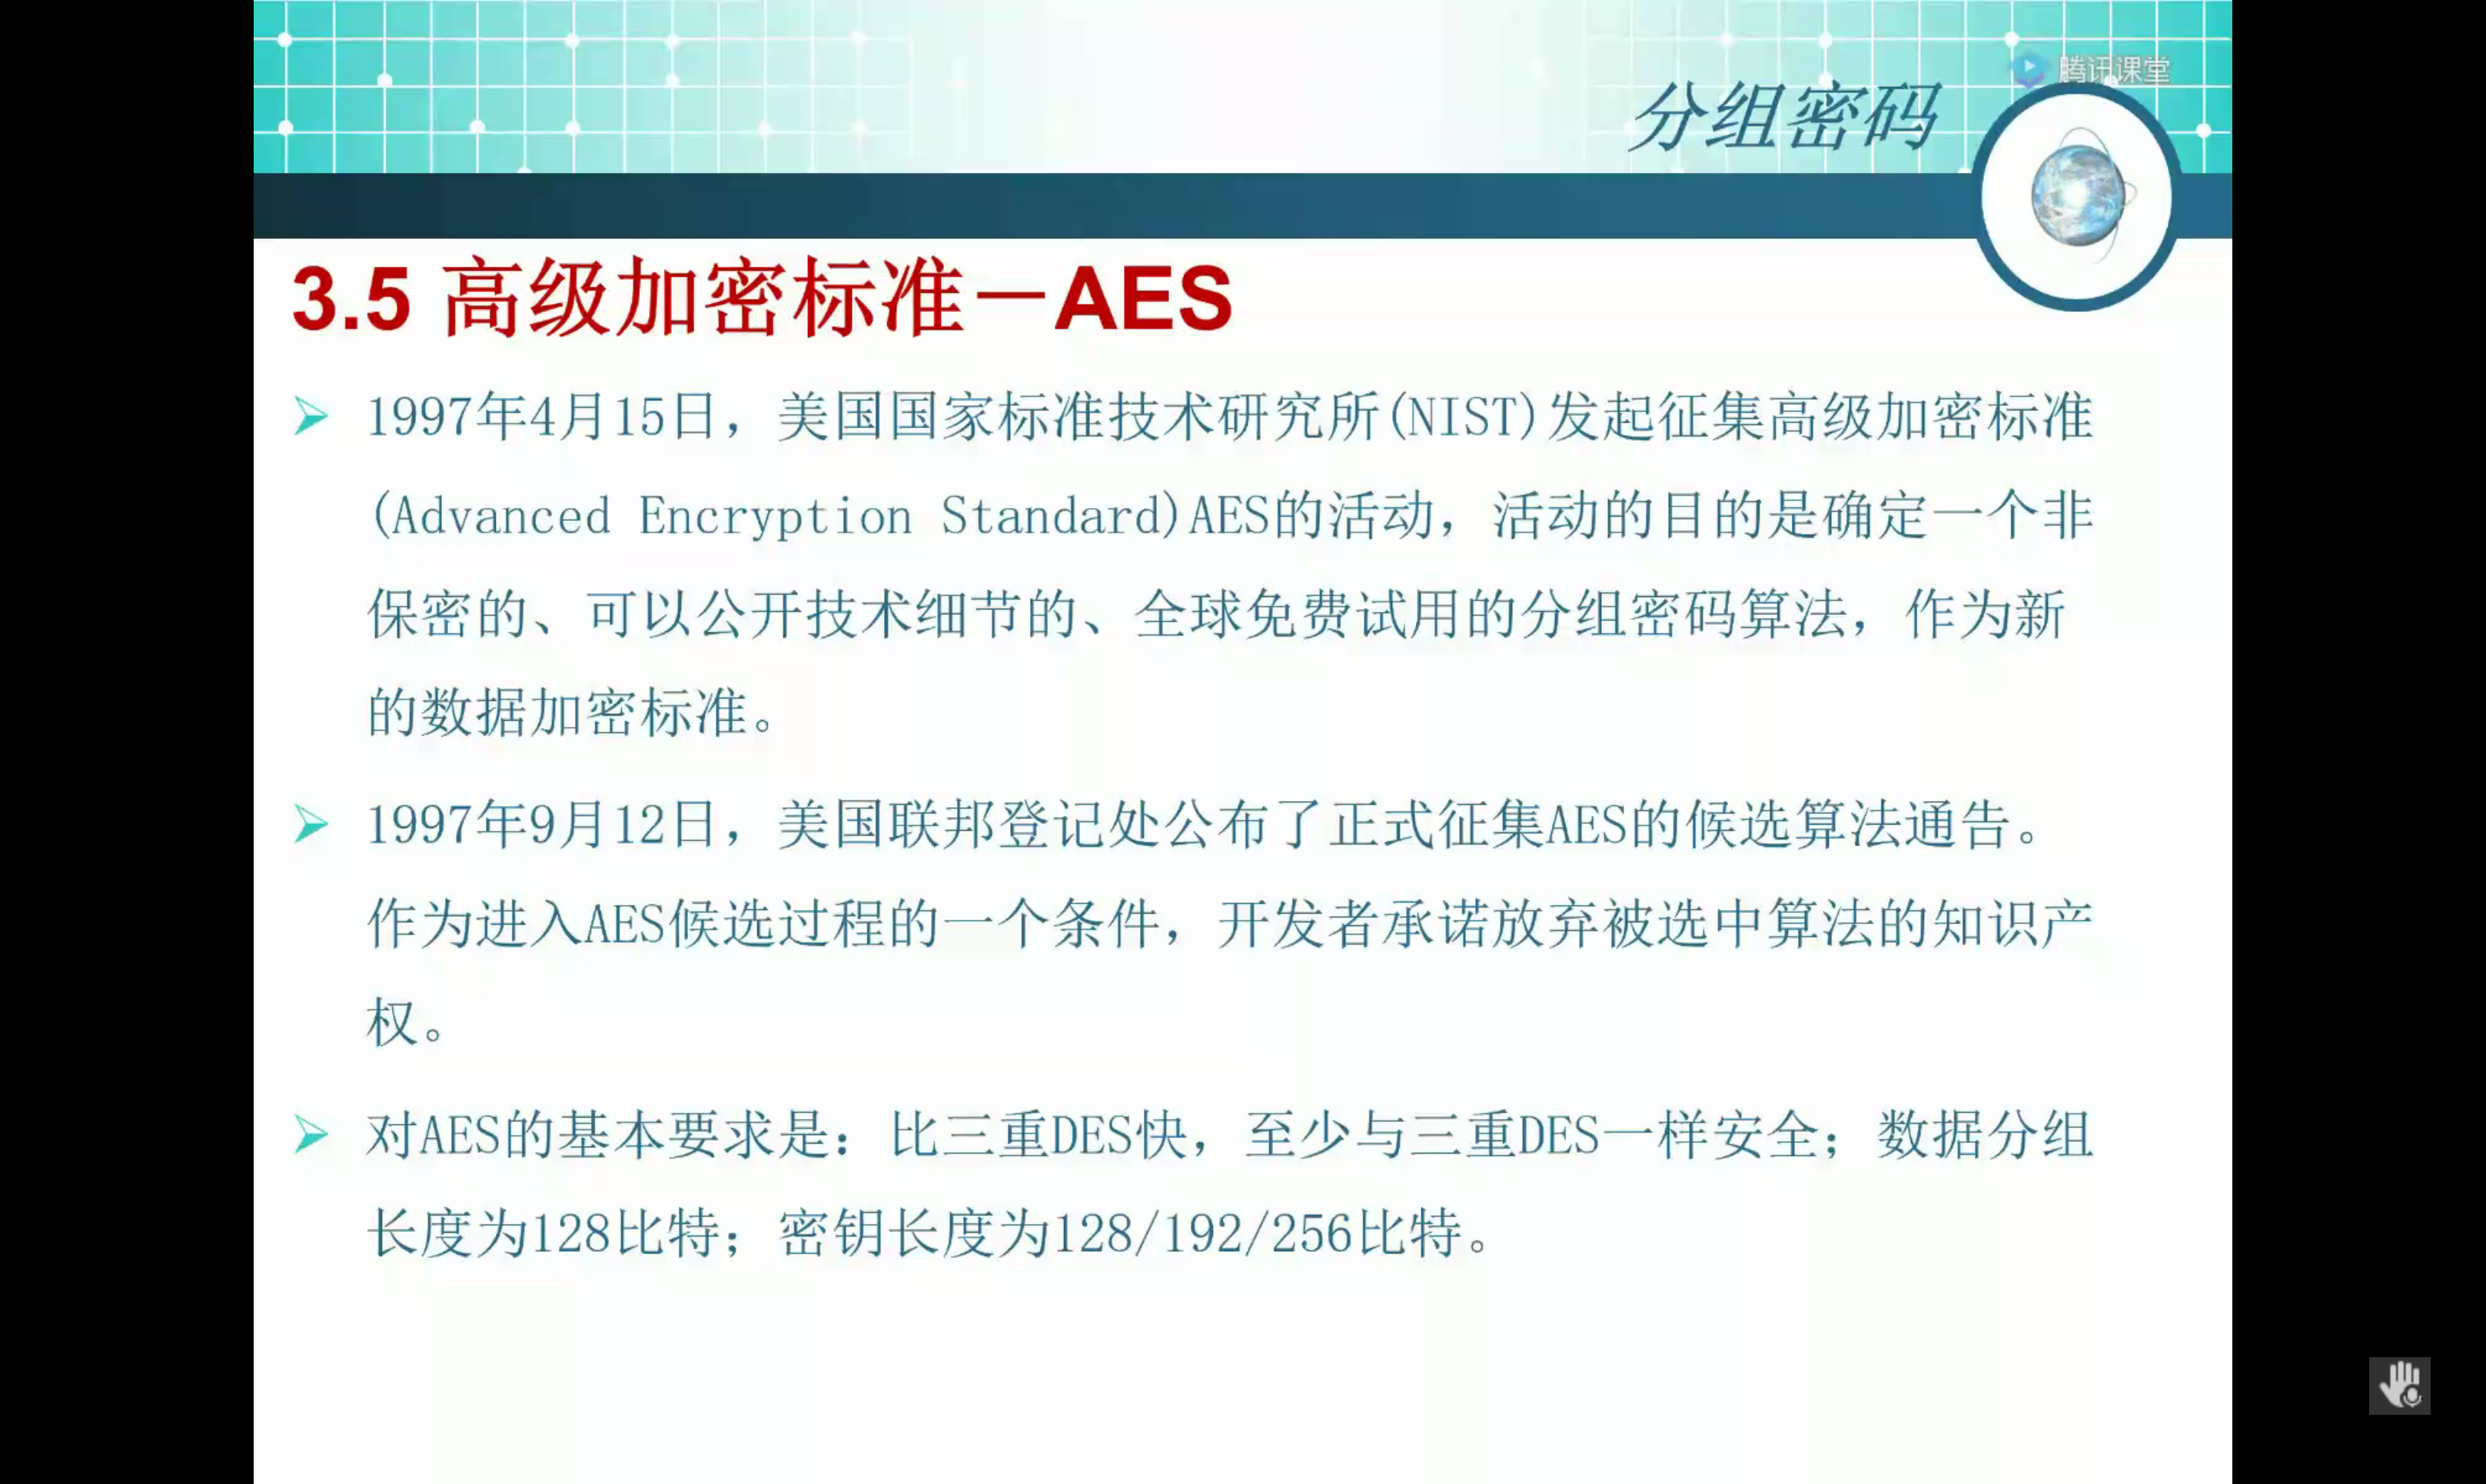 腾讯课堂
分组密码
3.5 高级加密标准－AES
1997年4月15日，美国国家标准技术研究所(NIST)发起征集高级加密标准
(Advanced Encryption Standard)AES的活动，活动的目的是确定一个非
保密的、可以公开技术细节的、全球免费试用的分组密码算法，作为新
的数据加密标准。
1997年9月12日，美国联邦登记处公布了正式征集AES的候选算法通告。
作为进入AES候选过程的一个条件，开发者承诺放弃被选中算法的知识产
权。
对AES的基本要求是：比三重DES快，至少与三重DES一样安全；数据分组
长度为128比特；密钥长度为128/192/256比特。